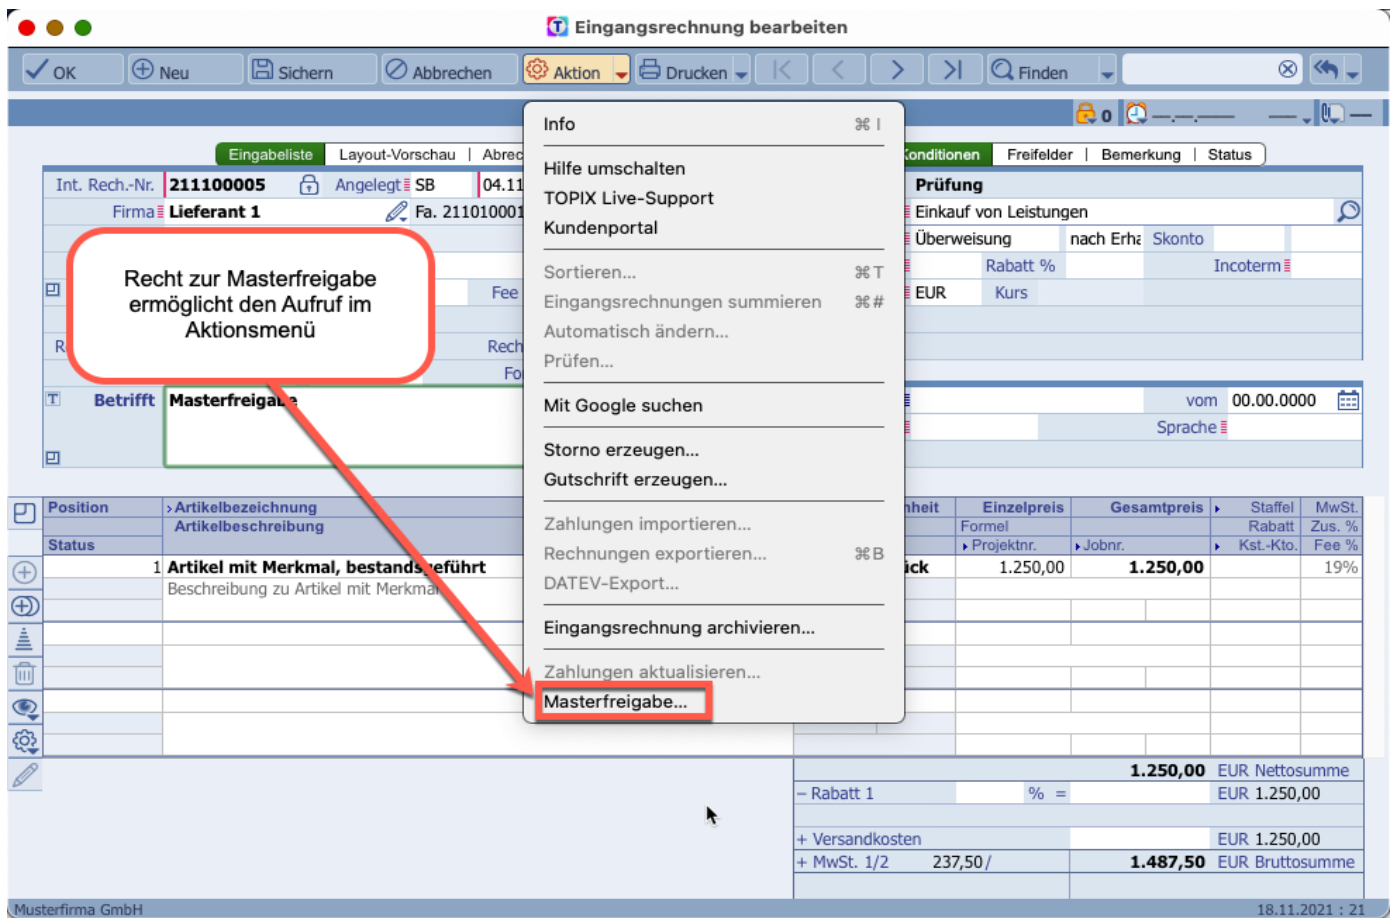 Eingangsrechnung bearbeiten
OK Neu Sichern Abbrechen Aktion Drucken Finden
0 —.—.—— —— —
Eingabeliste Layout-Vorschau | Abrec Konditionen Freifelder | Bemerkung | Status
Int. Rech.-Nr. 211100005 Angelegt SB 04.11 Prüfung
Firma Lieferant 1 Fa. 211010001 Einkauf von Leistungen
Überweisung nach Erha Skonto
Rabatt % Incoterm
Fee EUR Kurs
R Rech
Fo
Betrifft Masterfreigabe vom 00.00.0000
Sprache
Recht zur Masterfreigabe
ermöglicht den Aufruf im
Aktionsmenü
Info ⌘ I
Hilfe umschalten
TOPIX Live-Support
Kundenportal
Sortieren... ⌘ T
Eingangsrechnungen summieren ⌘ #
Automatisch ändern...
Prüfen...
Mit Google suchen
Storno erzeugen...
Gutschrift erzeugen...
Zahlungen importieren...
Rechnungen exportieren... ⌘ B
DATEV-Export...
Eingangsrechnung archivieren...
Zahlungen aktualisieren...
Masterfreigabe...
Position Artikelbezeichnung nheit Einzelpreis Gesamtpreis Staffel MwSt.
Artikelbeschreibung Formel Rabatt Zus. %
Status Projektnr. Jobnr. Kst.-Kto. Fee %
1 Artikel mit Merkmal, bestandsgeführt ück 1.250,00 1.250,00 19%
Beschreibung zu Artikel mit Merkmal
1.250,00 EUR Nettosumme
− Rabatt 1 % = EUR 1.250,00
+ Versandkosten EUR 1.250,00
+ MwSt. 1/2 237,50 / 1.487,50 EUR Bruttosumme
Musterfirma GmbH 18.11.2021 : 21